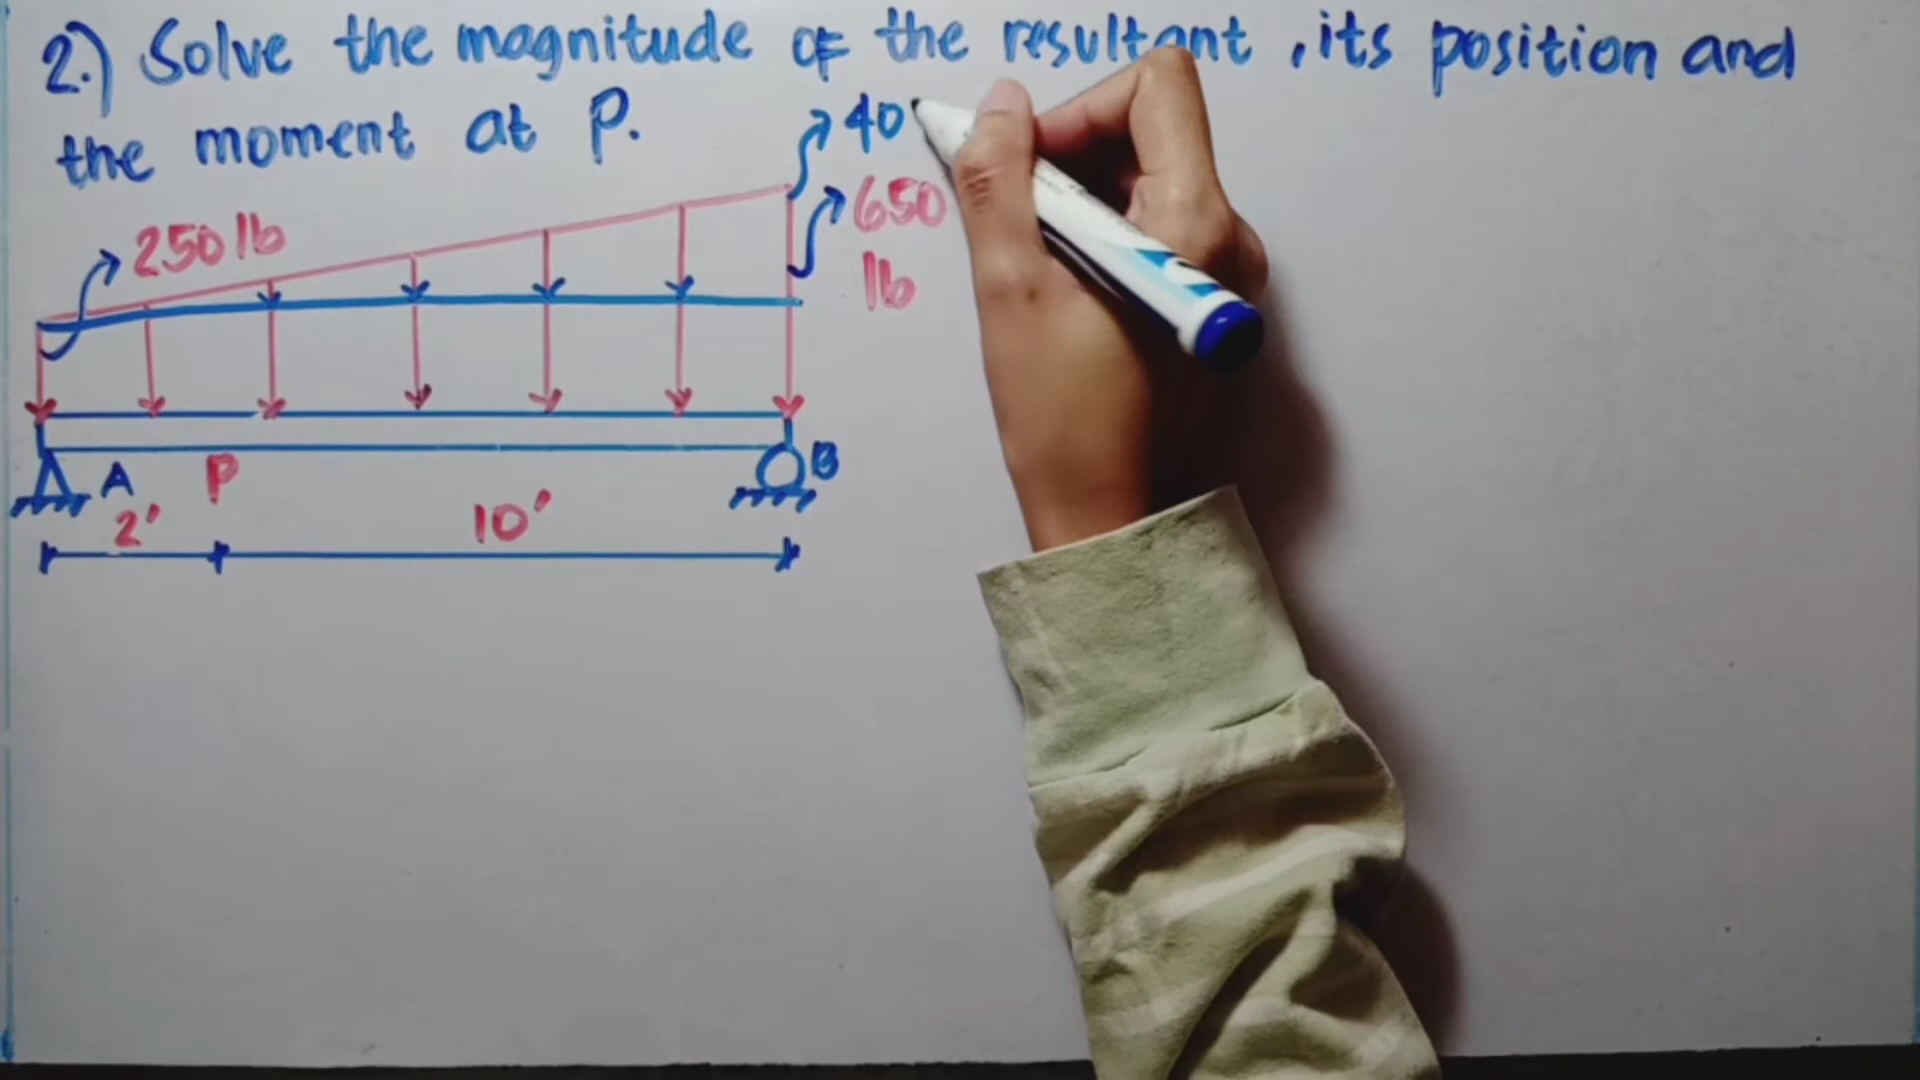 2.) Solve the magnitude of the resultant, its position and
the moment at P.
40
250 lb
650
lb
A
P
B
2'
10'